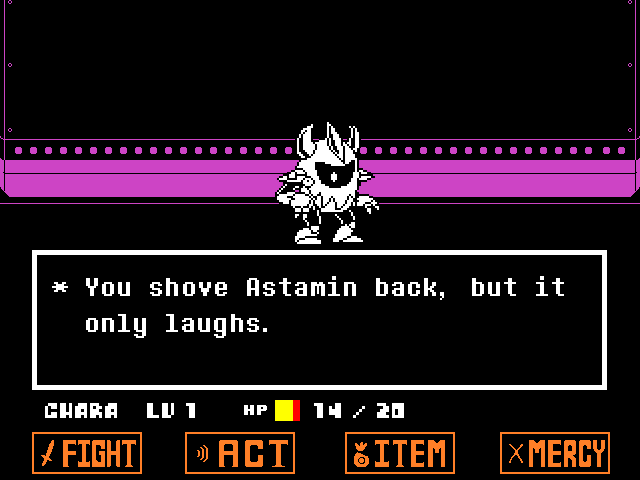 * You shove Astamin back, but it
only laughs.
CHARA LV 1 HP 14 / 20
FIGHT ACT ITEM MERCY